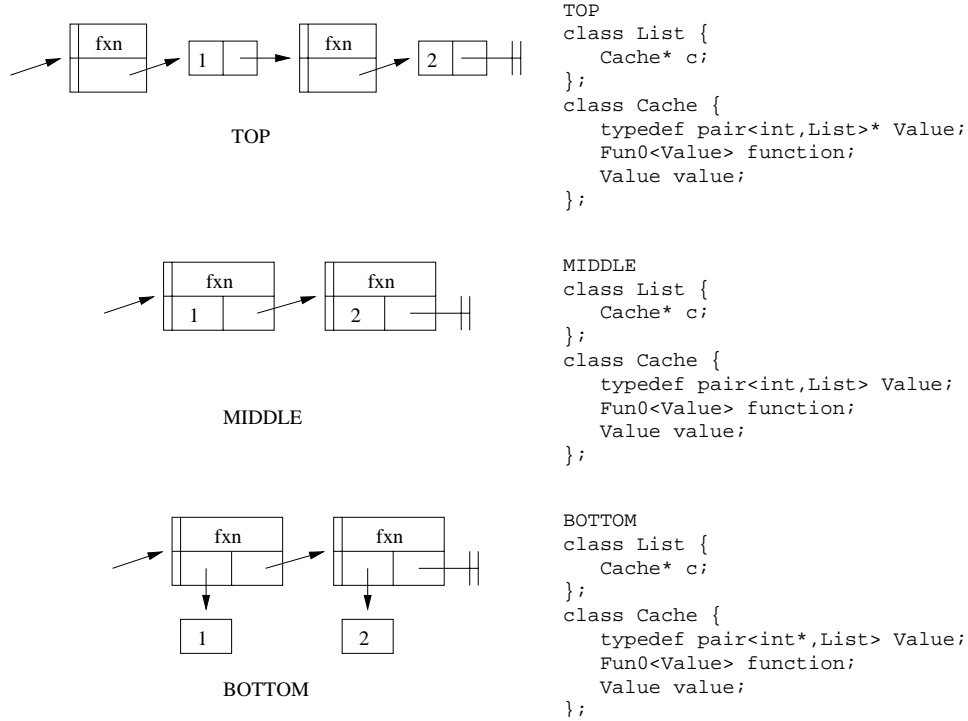 fxn
fxn
1
2
TOP
TOP
class List {
Cache* c;
};
class Cache {
typedef pair<int,List>* Value;
Fun0<Value> function;
Value value;
};
fxn
fxn
1
2
MIDDLE
MIDDLE
class List {
Cache* c;
};
class Cache {
typedef pair<int,List> Value;
Fun0<Value> function;
Value value;
};
fxn
fxn
1
2
BOTTOM
BOTTOM
class List {
Cache* c;
};
class Cache {
typedef pair<int*,List> Value;
Fun0<Value> function;
Value value;
};